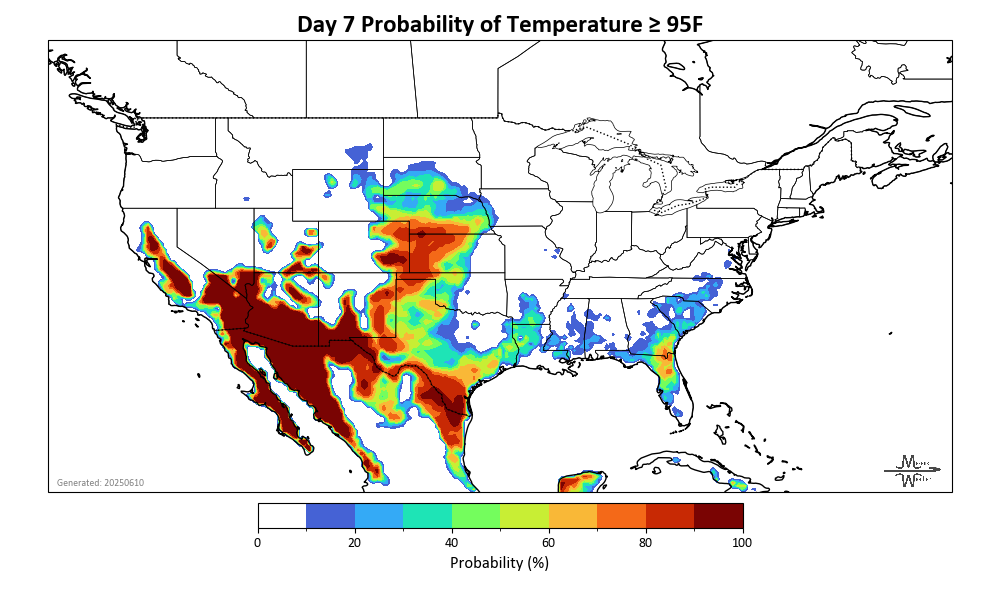 Day 7 Probability of Temperature ≥ 95F
Generated: 20250610
0 20 40 60 80 100
Probability (%)